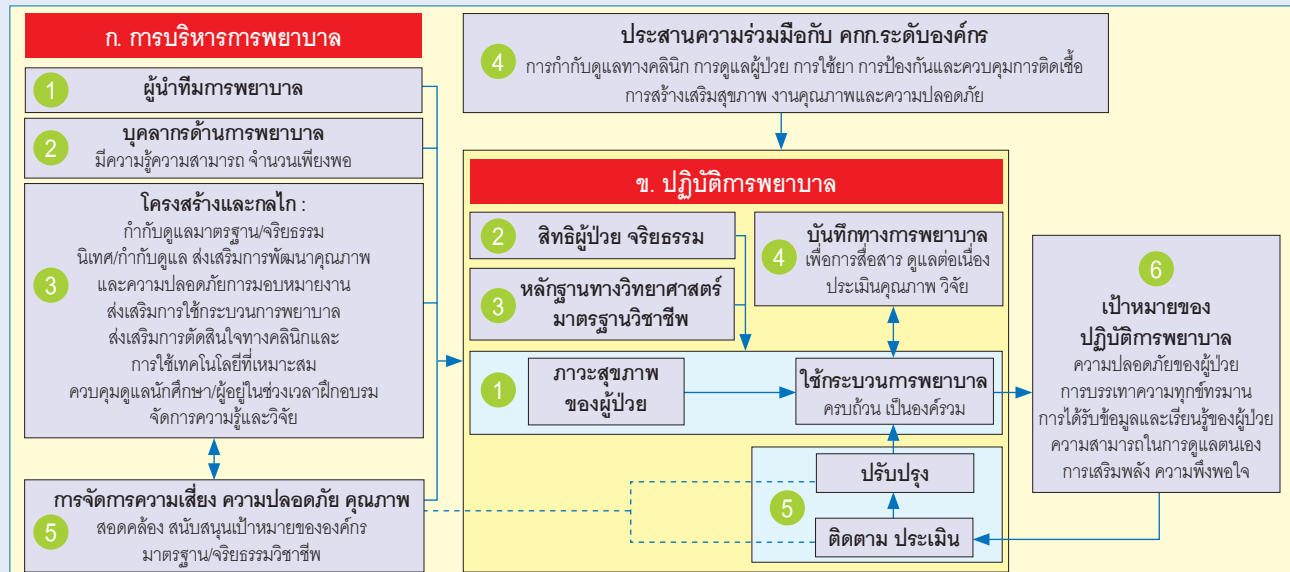 ก. การบริหารการพยาบาล
1
ผู้นำทีมการพยาบาล
2
บุคลากรด้านการพยาบาล
มีความรู้ความสามารถ จำนวนเพียงพอ
3
โครงสร้างและกลไก :
กำกับดูแลมาตรฐาน/จริยธรรม
นิเทศ/กำกับดูแล ส่งเสริมการพัฒนาคุณภาพ
และความปลอดภัยการมอบหมายงาน
ส่งเสริมการใช้กระบวนการพยาบาล
ส่งเสริมการตัดสินใจทางคลินิกและ
การใช้เทคโนโลยีที่เหมาะสม
ควบคุมดูแลนักศึกษา/ผู้อยู่ในช่วงเวลาฝึกอบรม
จัดการความรู้และวิจัย
5
การจัดการความเสี่ยง ความปลอดภัย คุณภาพ
สอดคล้อง สนับสนุนเป้าหมายขององค์กร
มาตรฐาน/จริยธรรมวิชาชีพ
4
ประสานความร่วมมือกับ คกก.ระดับองค์กร
การกำกับดูแลทางคลินิก การดูแลผู้ป่วย การใช้ยา การป้องกันและควบคุมการติดเชื้อ
การสร้างเสริมสุขภาพ งานคุณภาพและความปลอดภัย
ข. ปฏิบัติการพยาบาล
2
สิทธิผู้ป่วย จริยธรรม
3
หลักฐานทางวิทยาศาสตร์
มาตรฐานวิชาชีพ
4
บันทึกทางการพยาบาล
เพื่อการสื่อสาร ดูแลต่อเนื่อง
ประเมินคุณภาพ วิจัย
1
ภาวะสุขภาพ
ของผู้ป่วย
ใช้กระบวนการพยาบาล
ครบถ้วน เป็นองค์รวม
5
ปรับปรุง
ติดตาม ประเมิน
6
เป้าหมายของ
ปฏิบัติการพยาบาล
ความปลอดภัยของผู้ป่วย
การบรรเทาความทุกข์ทรมาน
การได้รับข้อมูลและเรียนรู้ของผู้ป่วย
ความสามารถในการดูแลตนเอง
การเสริมพลัง ความพึงพอใจ